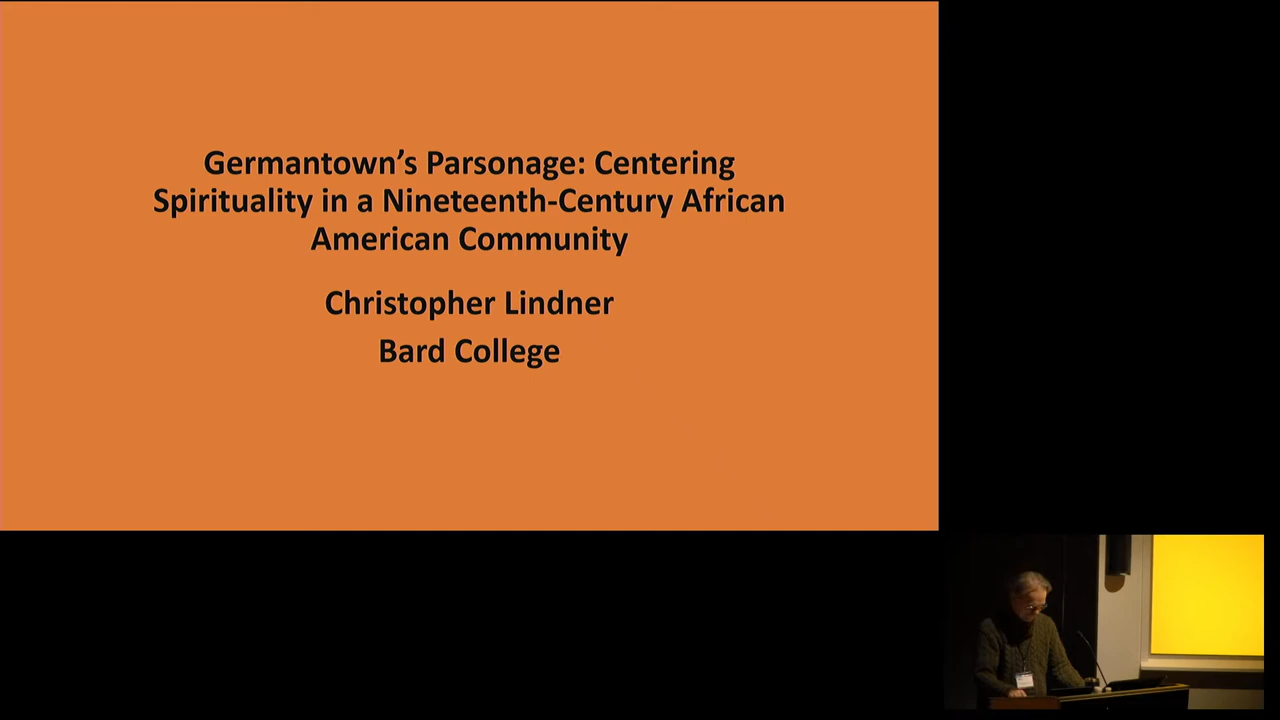 Germantown’s Parsonage: Centering
Spirituality in a Nineteenth-Century African
American Community
Christopher Lindner
Bard College